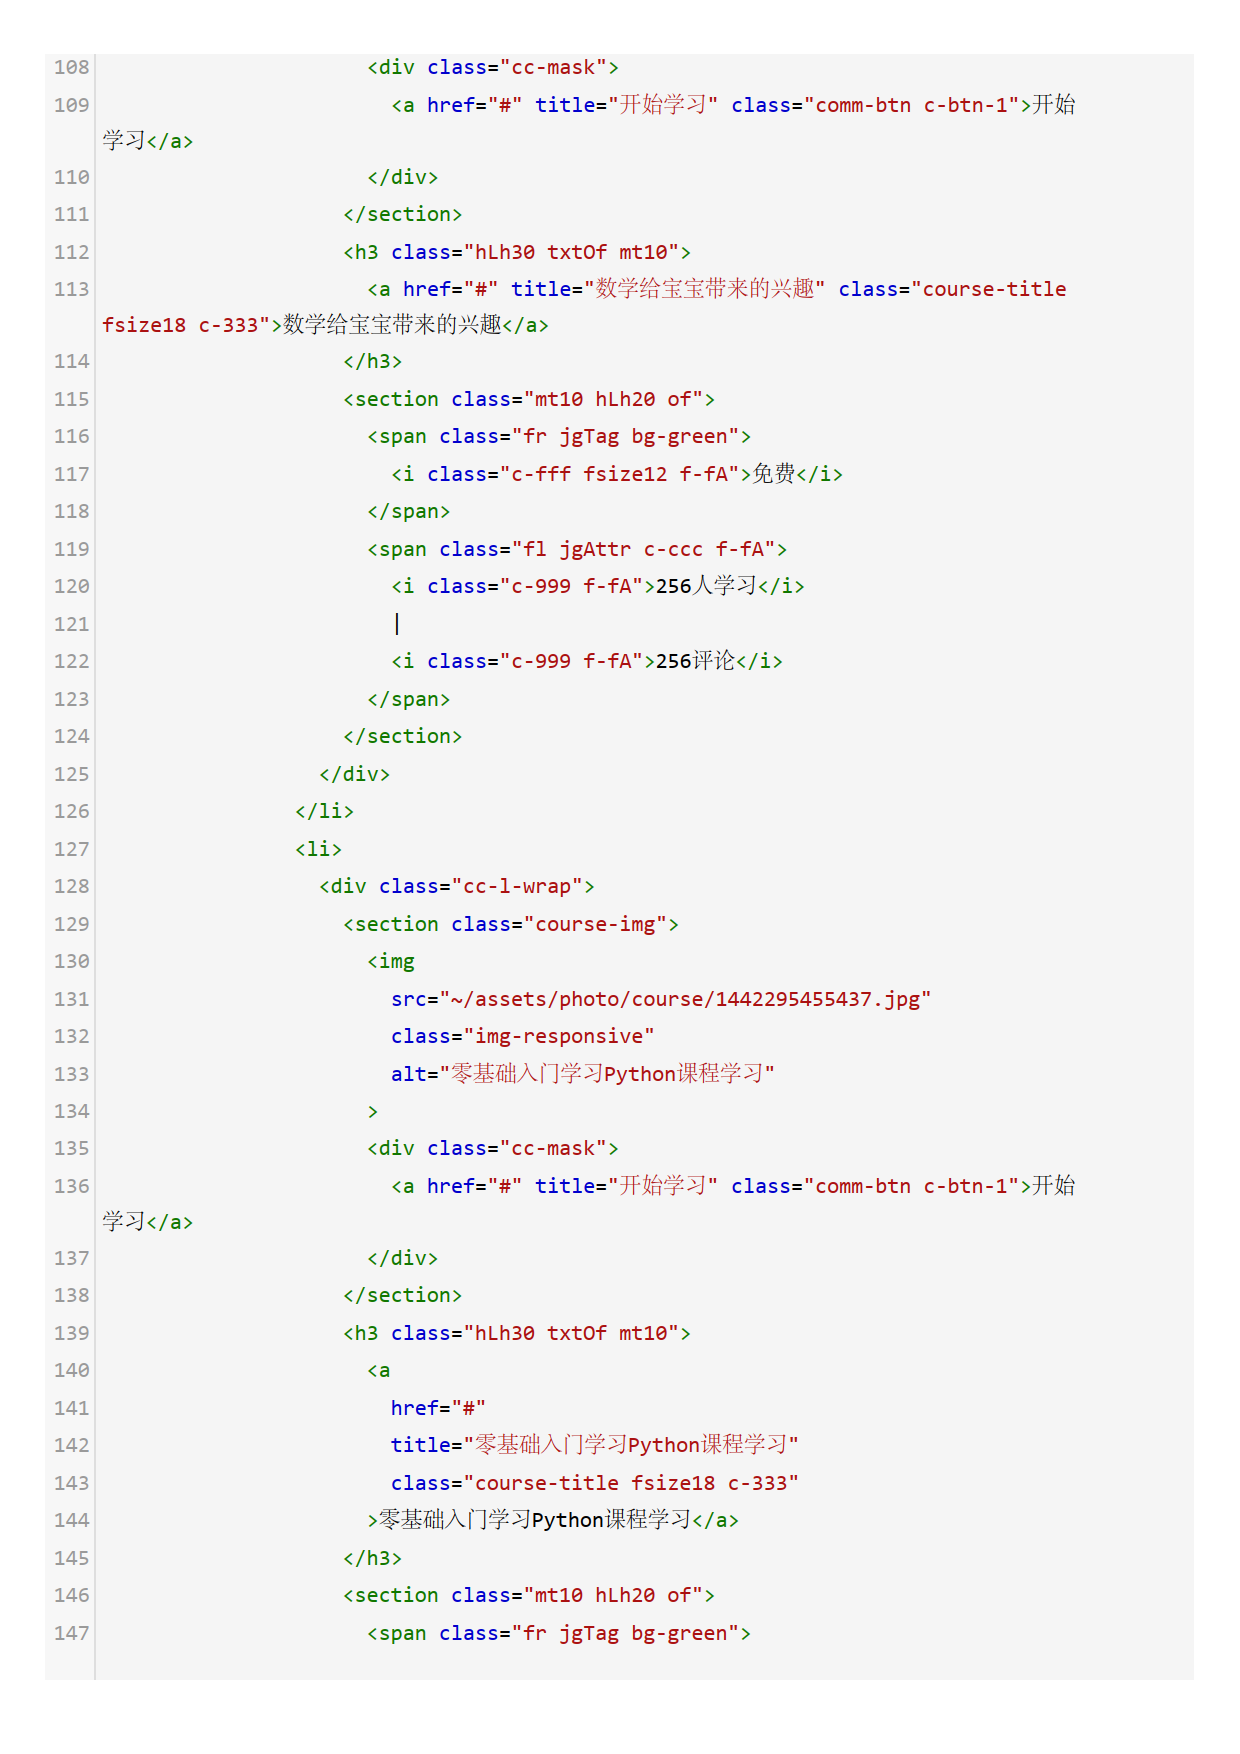 108 <div class="cc-mask">
109 <a href="#" title="开始学习" class="comm-btn c-btn-1">开始
学习</a>
110 </div>
111 </section>
112 <h3 class="hLh30 txtOf mt10">
113 <a href="#" title="数学给宝宝带来的兴趣" class="course-title
fsize18 c-333">数学给宝宝带来的兴趣</a>
114 </h3>
115 <section class="mt10 hLh20 of">
116 <span class="fr jgTag bg-green">
117 <i class="c-fff fsize12 f-fA">免费</i>
118 </span>
119 <span class="fl jgAttr c-ccc f-fA">
120 <i class="c-999 f-fA">256人学习</i>
121 |
122 <i class="c-999 f-fA">256评论</i>
123 </span>
124 </section>
125 </div>
126 </li>
127 <li>
128 <div class="cc-l-wrap">
129 <section class="course-img">
130 <img
131 src="~/assets/photo/course/1442295455437.jpg"
132 class="img-responsive"
133 alt="零基础入门学习Python课程学习"
134 >
135 <div class="cc-mask">
136 <a href="#" title="开始学习" class="comm-btn c-btn-1">开始
学习</a>
137 </div>
138 </section>
139 <h3 class="hLh30 txtOf mt10">
140 <a
141 href="#"
142 title="零基础入门学习Python课程学习"
143 class="course-title fsize18 c-333"
144 >零基础入门学习Python课程学习</a>
145 </h3>
146 <section class="mt10 hLh20 of">
147 <span class="fr jgTag bg-green">